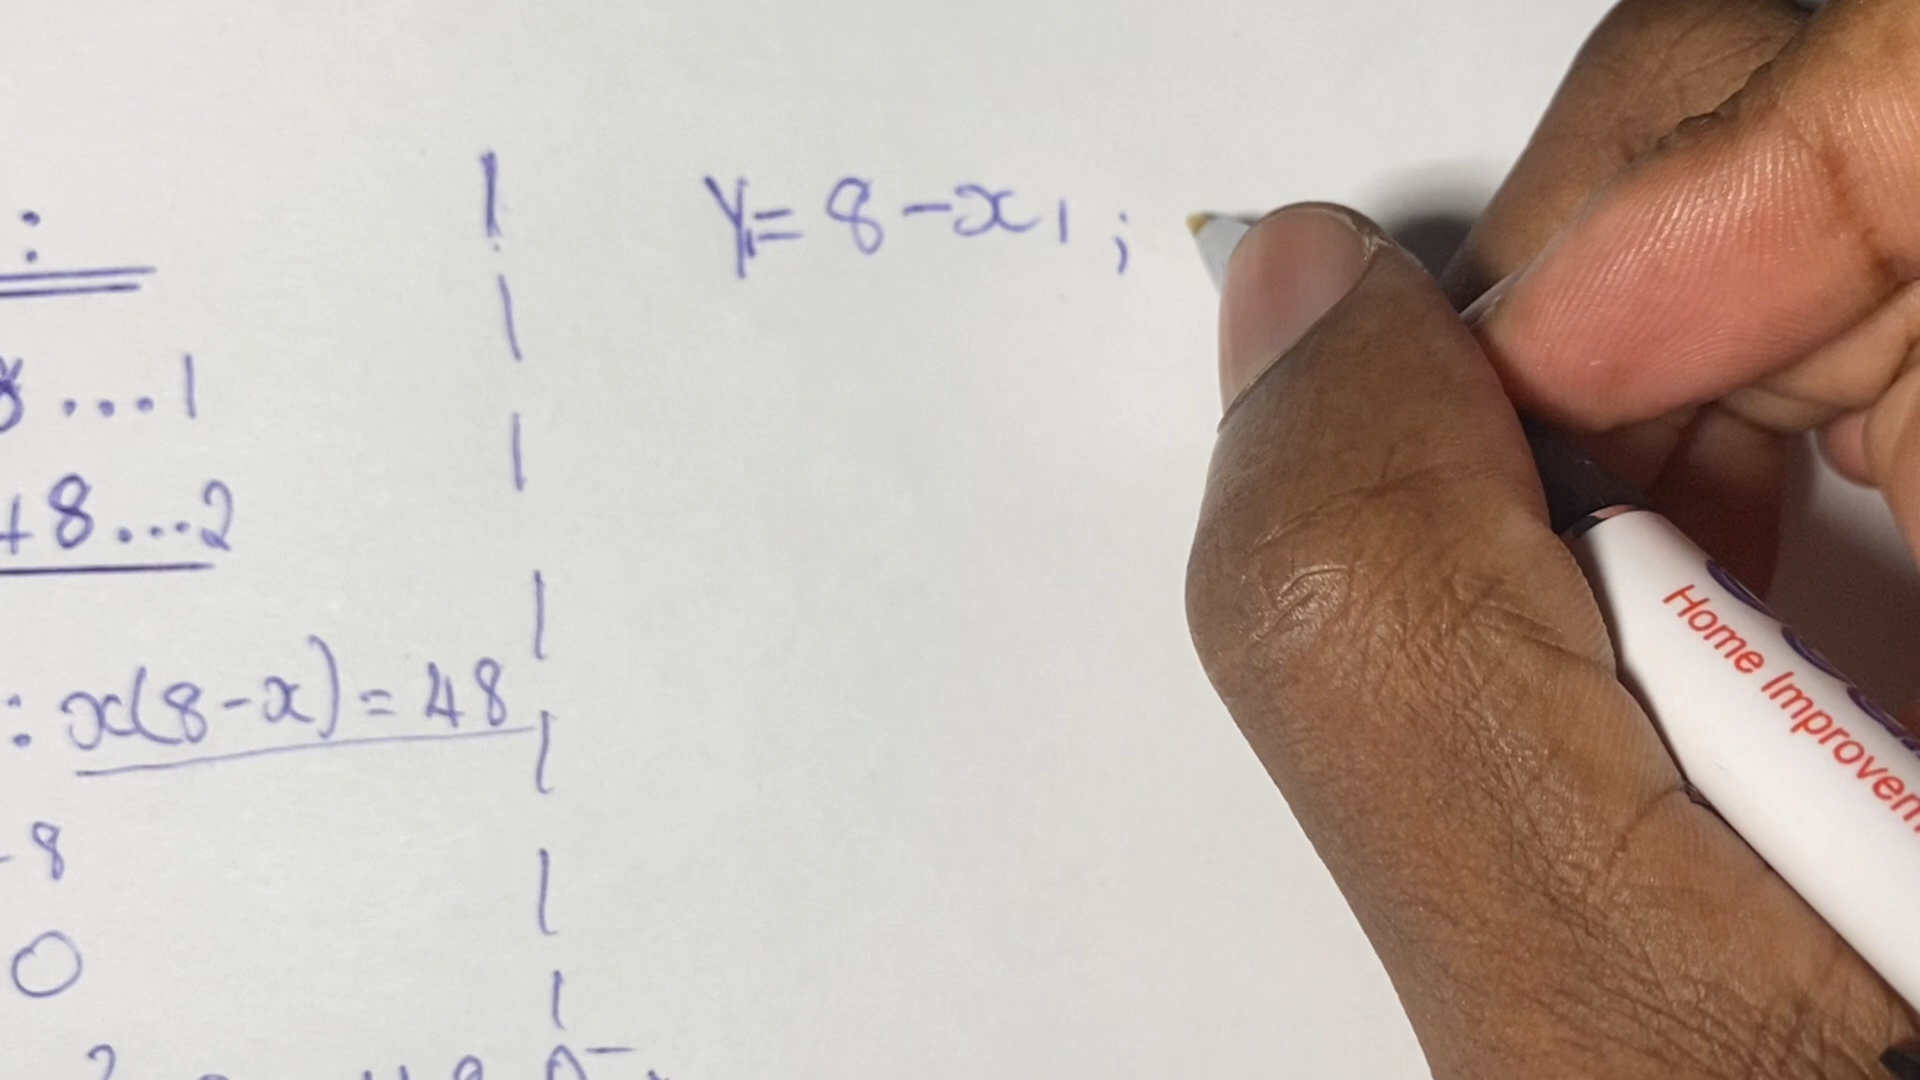 :
...1
+8...2
: x(8-x)=48
-8
0
y₁=8-x₁;
Home Improvem